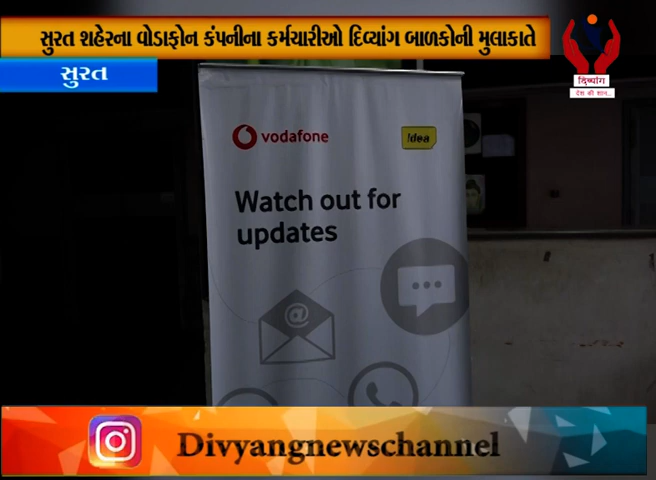 સુરત શહેરના વોડાફોન કંપનીના કર્મચારીઓ દિવ્યાંગ બાળકોની મુલાકાતે
સુરત
दिव्यांग
देश की शान..
vodafone
Idea
Watch out for
updates
@
Divyangnewschannel